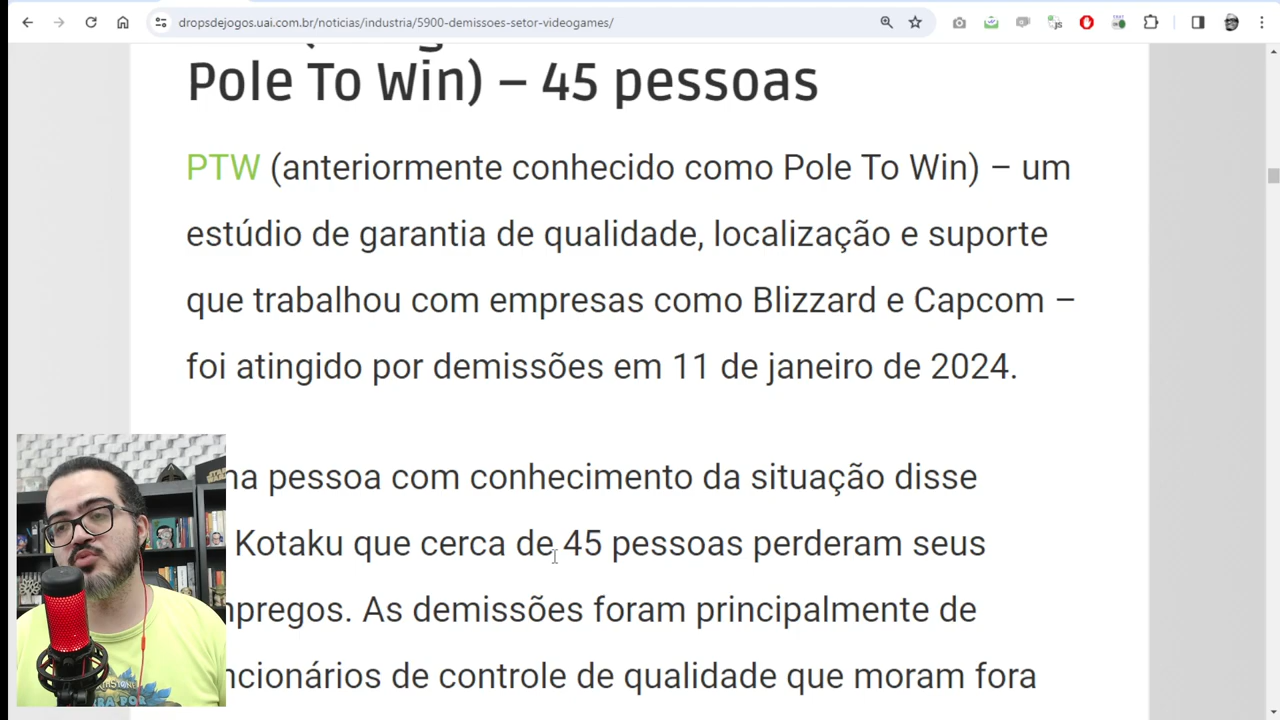 dropsdejogos.uai.com.br/noticias/industria/5900-demissoes-setor-videogames/
Pole To Win) – 45 pessoas
PTW (anteriormente conhecido como Pole To Win) – um
estúdio de garantia de qualidade, localização e suporte
que trabalhou com empresas como Blizzard e Capcom –
foi atingido por demissões em 11 de janeiro de 2024.
pessoa com conhecimento da situação disse
Kotaku que cerca de 45 pessoas perderam seus
mpregos. As demissões foram principalmente de
ncionários de controle de qualidade que moram fora